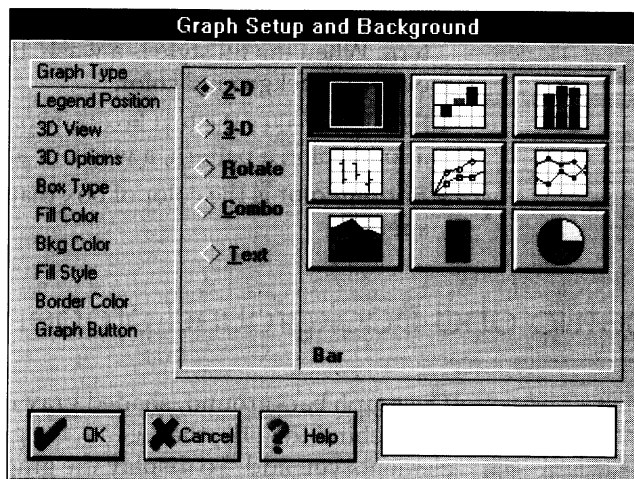 Graph Setup and Background
Graph Type
Legend Position
3D View
3D Options
Box Type
Fill Color
Bkg Color
Fill Style
Border Color
Graph Button
2-D
3-D
Rotate
Combo
Text
Bar
OK
Cancel
Help